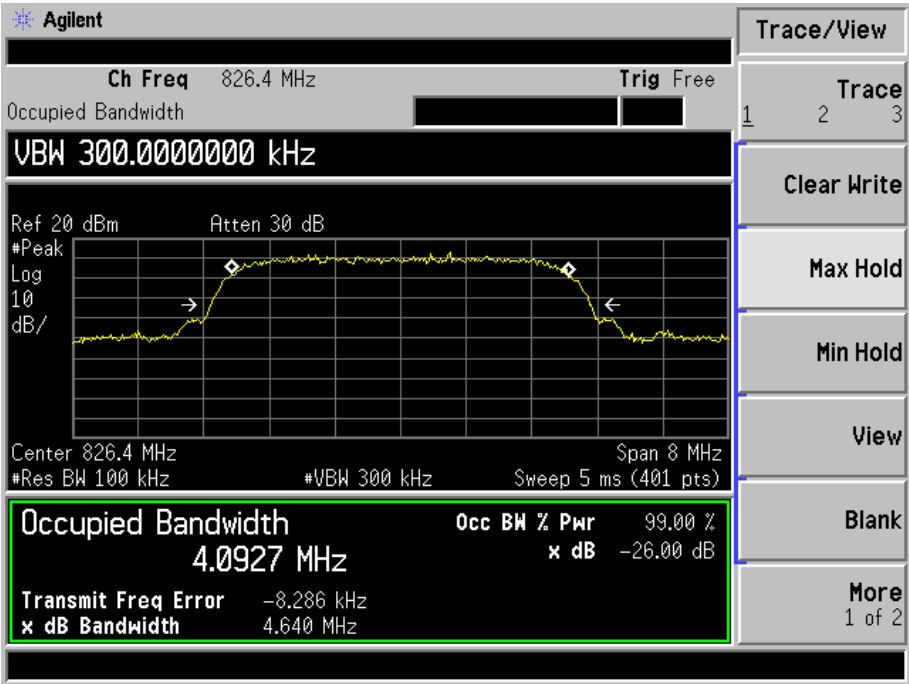 Agilent
Trace/View
Ch Freq 826.4 MHz Trig Free
Occupied Bandwidth
Trace
1 2 3
VBW 300.0000000 kHz
Clear Write
Ref 20 dBm Atten 30 dB
#Peak
Log
10
dB/
Max Hold
Min Hold
View
Center 826.4 MHz Span 8 MHz
#Res BW 100 kHz #VBW 300 kHz Sweep 5 ms (401 pts)
Occupied Bandwidth Occ BW % Pwr 99.00 %
4.0927 MHz x dB -26.00 dB
Blank
Transmit Freq Error -8.286 kHz
x dB Bandwidth 4.640 MHz
More
1 of 2